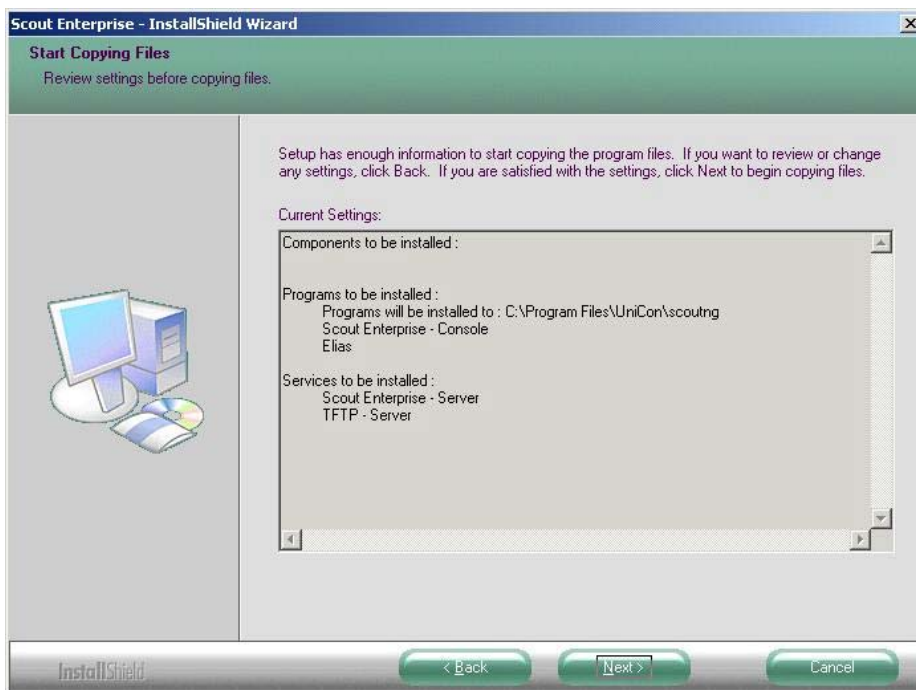 Scout Enterprise - InstallShield Wizard
Start Copying Files
Review settings before copying files.
Setup has enough information to start copying the program files. If you want to review or change
any settings, click Back. If you are satisfied with the settings, click Next to begin copying files.
Current Settings:
Components to be installed :
Programs to be installed :
Programs will be installed to : C:\Program Files\UniCon\scoutng
Scout Enterprise - Console
Elias
Services to be installed :
Scout Enterprise - Server
TFTP - Server
InstallShield
< Back
Next >
Cancel